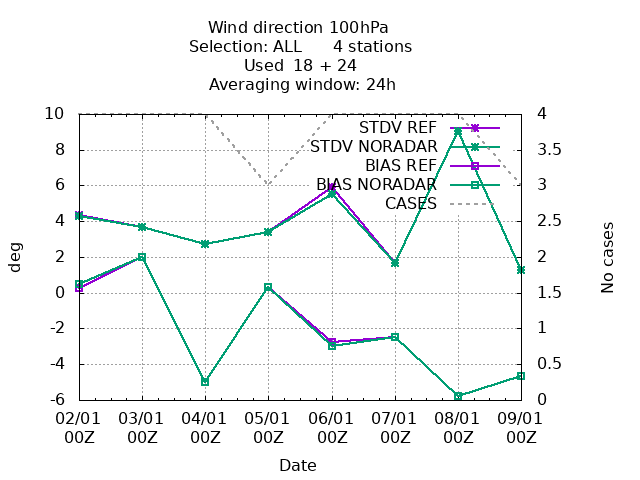 Wind direction 100hPa
Selection: ALL 4 stations
Used 18 + 24
Averaging window: 24h
10 4
STDV REF
8 3.5
STDV NORADAR
BIAS REF
6 3
BIAS NORADAR
CASES
4 2.5
2 2
0 1.5
-2 1
-4 0.5
-6 0
deg
No cases
02/01 03/01 04/01 05/01 06/01 07/01 08/01 09/01
00Z 00Z 00Z 00Z 00Z 00Z 00Z 00Z
Date